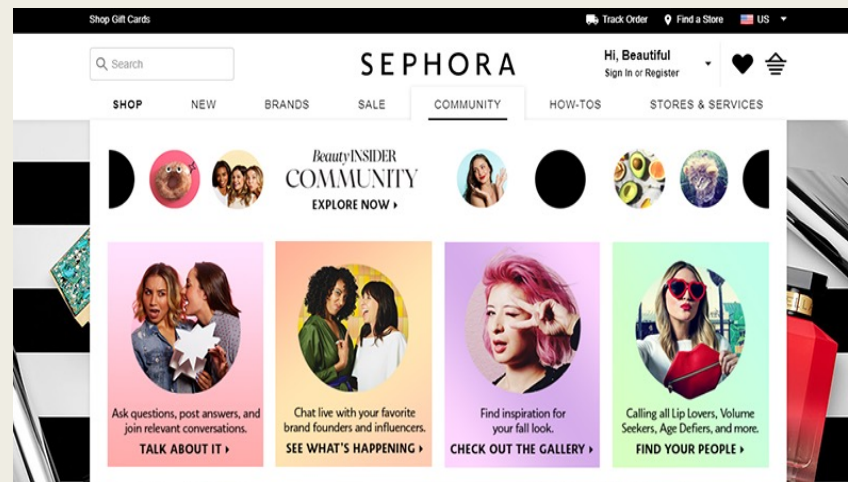 Shop Gift Cards
Track Order
Find a Store
US
Search
SEPHORA
Hi, Beautiful
Sign In or Register
SHOP
NEW
BRANDS
SALE
COMMUNITY
HOW-TOS
STORES & SERVICES
Beauty INSIDER
COMMUNITY
EXPLORE NOW
Ask questions, post answers, and
join relevant conversations.
TALK ABOUT IT
Chat live with your favorite
brand founders and influencers.
SEE WHAT'S HAPPENING
Find inspiration for
your fall look.
CHECK OUT THE GALLERY
Calling all Lip Lovers, Volume
Seekers, Age Defiers, and more.
FIND YOUR PEOPLE